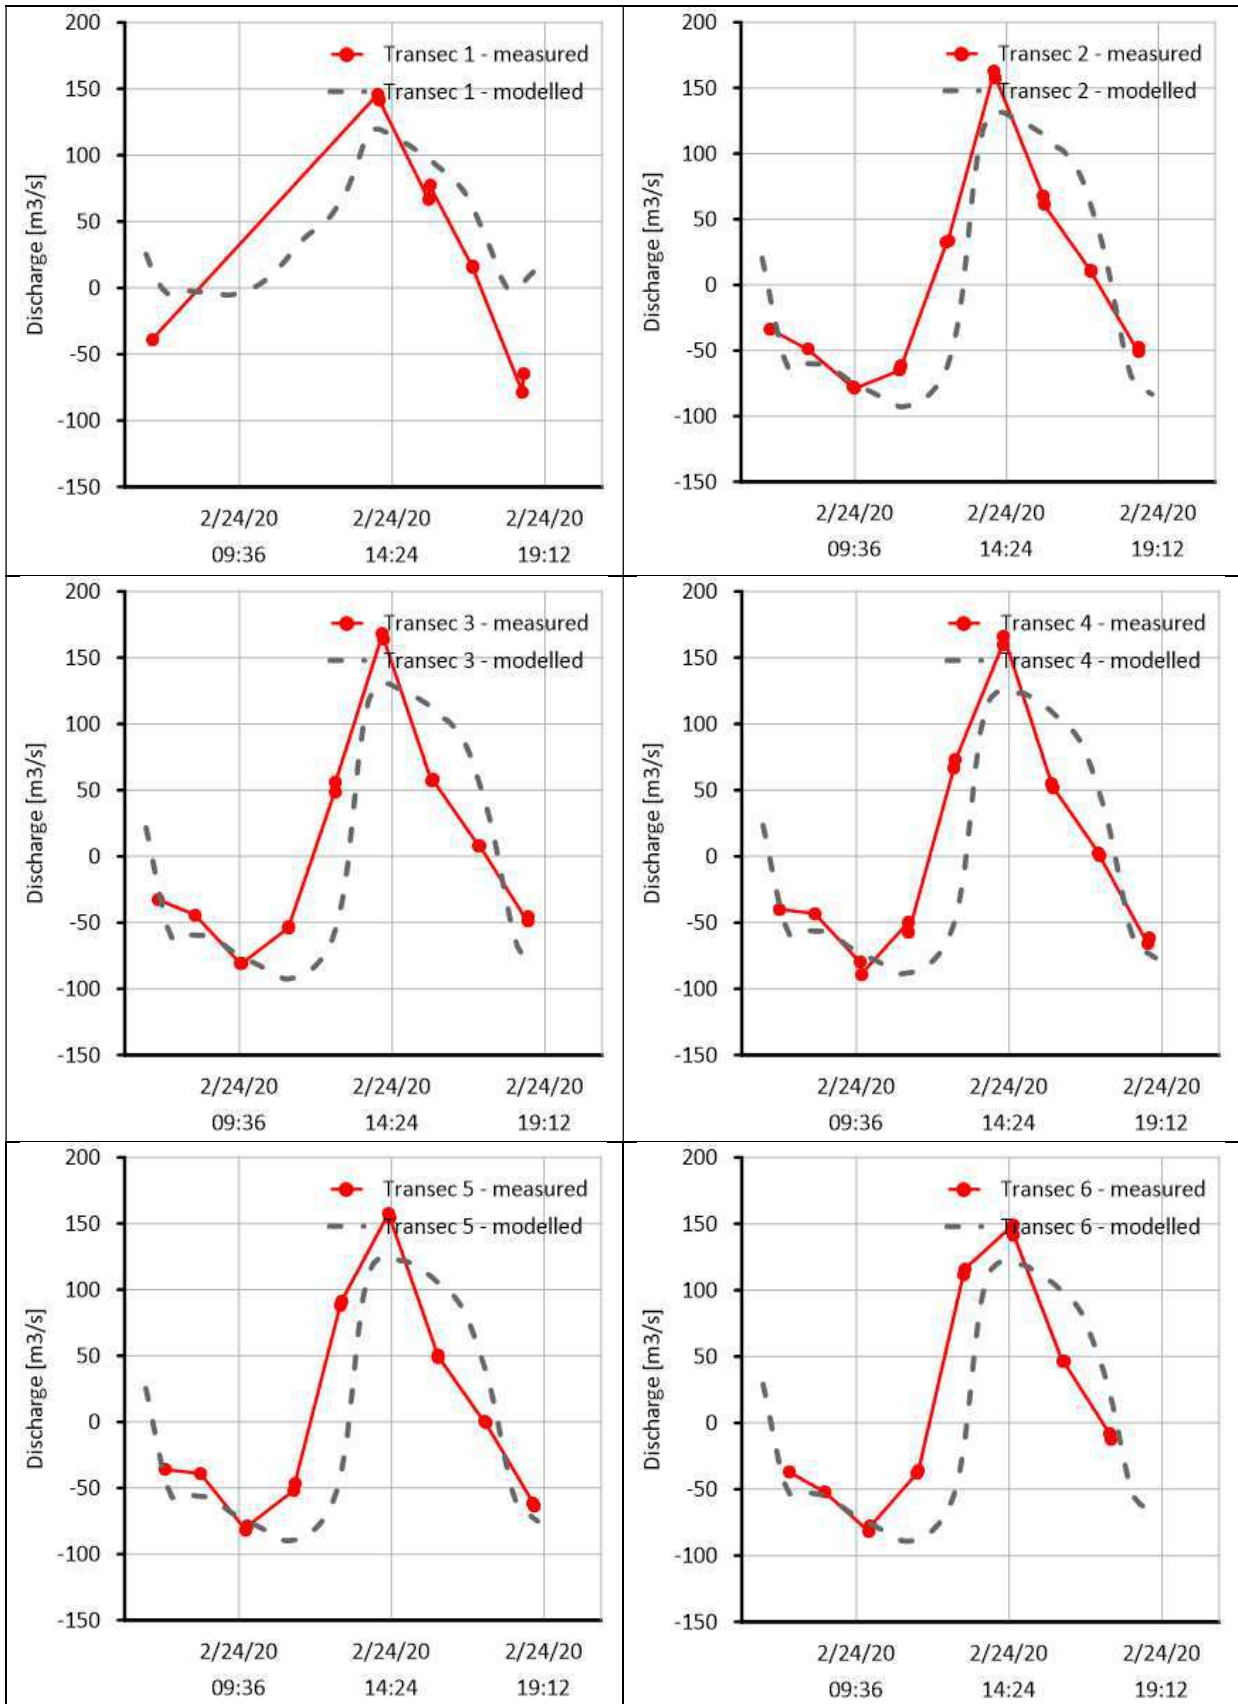 200
150
100
50
0
-50
-100
-150
Discharge [m3/s]
Transec 1 - measured
Transec 1 - modelled
2/24/20 2/24/20 2/24/20
09:36 14:24 19:12
200
150
100
50
0
-50
-100
-150
Discharge [m3/s]
Transec 2 - measured
Transec 2 - modelled
2/24/20 2/24/20 2/24/20
09:36 14:24 19:12
200
150
100
50
0
-50
-100
-150
Discharge [m3/s]
Transec 3 - measured
Transec 3 - modelled
2/24/20 2/24/20 2/24/20
09:36 14:24 19:12
200
150
100
50
0
-50
-100
-150
Discharge [m3/s]
Transec 4 - measured
Transec 4 - modelled
2/24/20 2/24/20 2/24/20
09:36 14:24 19:12
200
150
100
50
0
-50
-100
-150
Discharge [m3/s]
Transec 5 - measured
Transec 5 - modelled
2/24/20 2/24/20 2/24/20
09:36 14:24 19:12
200
150
100
50
0
-50
-100
-150
Discharge [m3/s]
Transec 6 - measured
Transec 6 - modelled
2/24/20 2/24/20 2/24/20
09:36 14:24 19:12